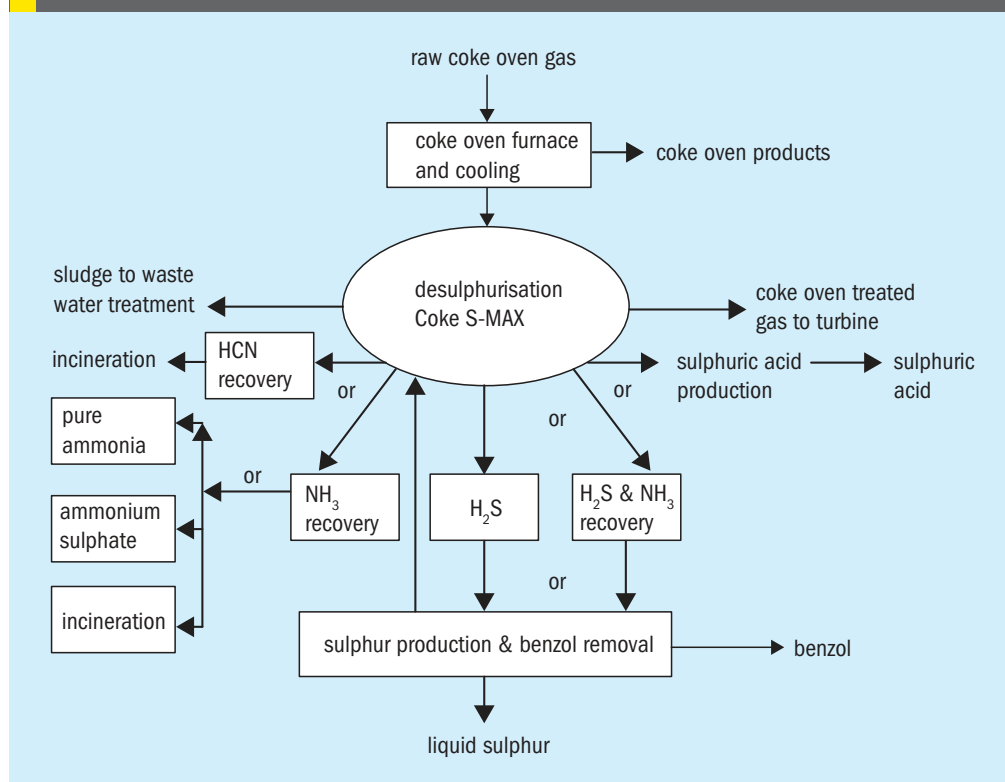 raw coke oven gas
coke oven furnace
and cooling
coke oven products
desulphurisation
Coke S-MAX
sludge to waste
water treatment
coke oven treated
gas to turbine
incineration
HCN
recovery
or
or
sulphuric acid
production
sulphuric
acid
pure
ammonia
or
or
NH₃
recovery
H₂S
H₂S & NH₃
recovery
ammonium
sulphate
or
incineration
sulphur production & benzol removal
benzol
liquid sulphur